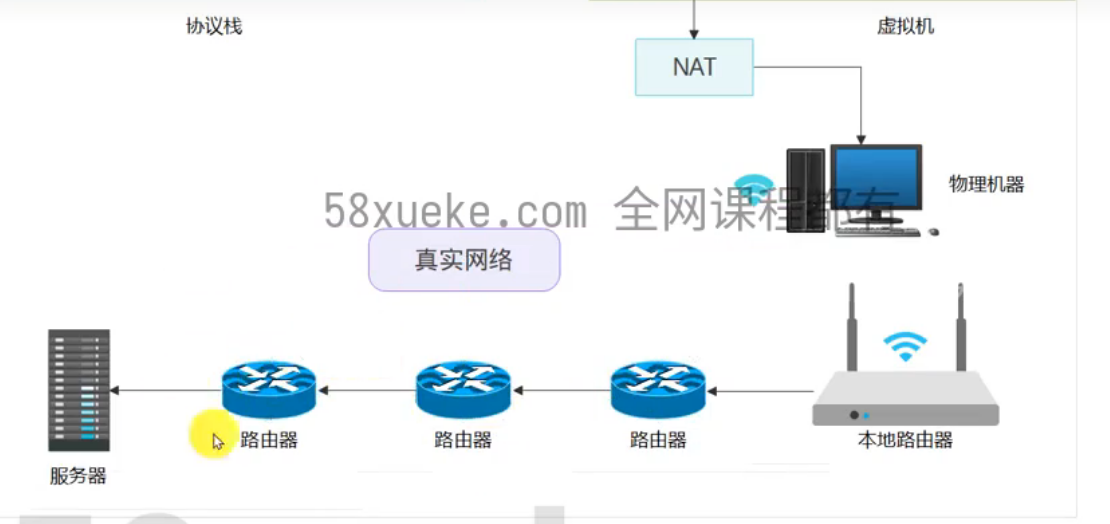 协议栈
虚拟机
NAT
物理机器
58xueke.com 全网课程都有
真实网络
路由器
路由器
路由器
本地路由器
服务器